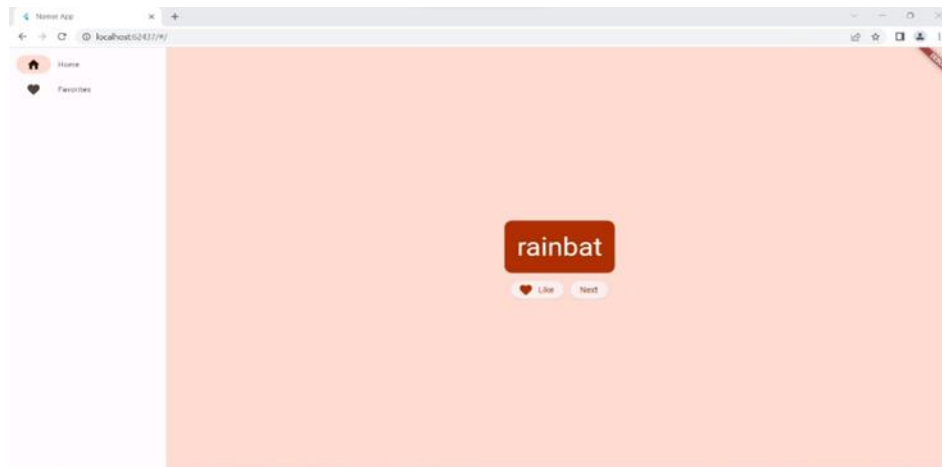 Namer App
localhost:62437/#/
Home
Favorites
rainbat
Like
Next